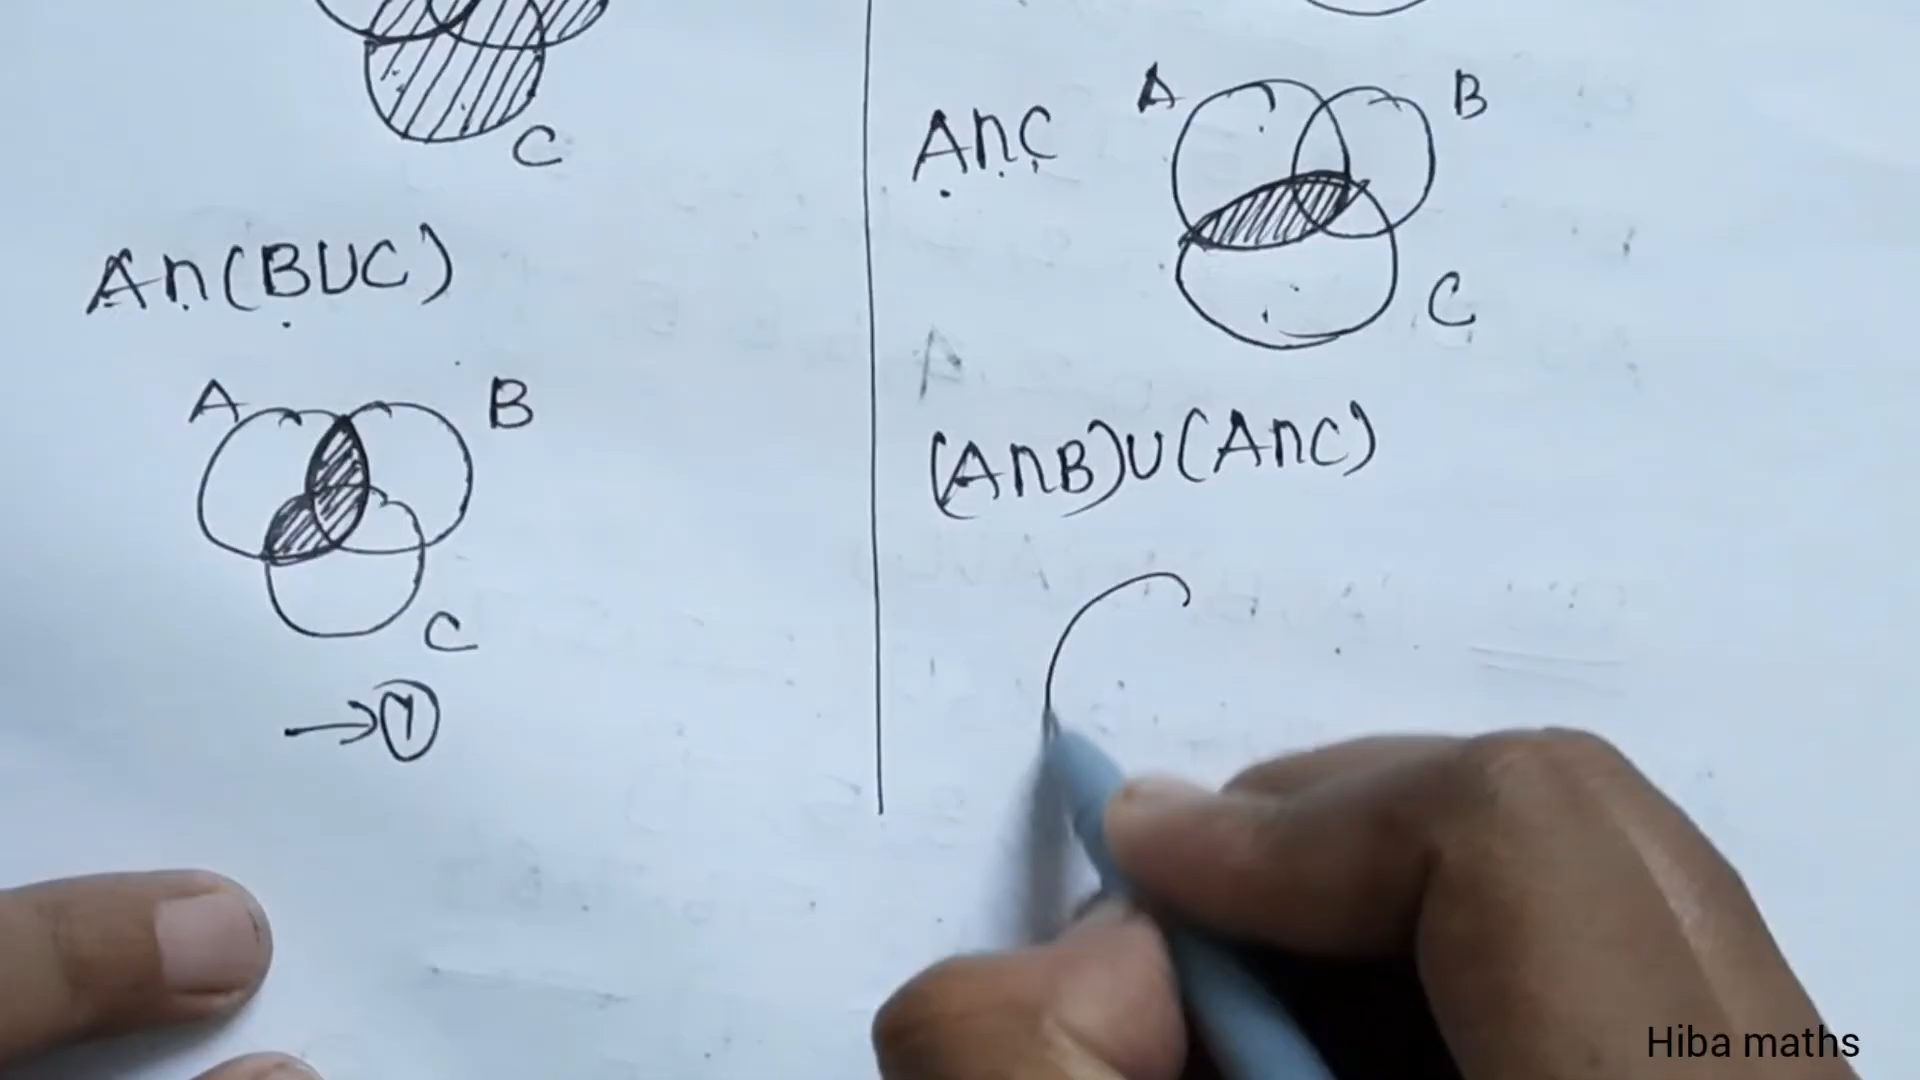 C
A∩(B∪C)
A B
C
→①
A∩C
A B
C
A
(A∩B)∪(A∩C)
Hiba maths